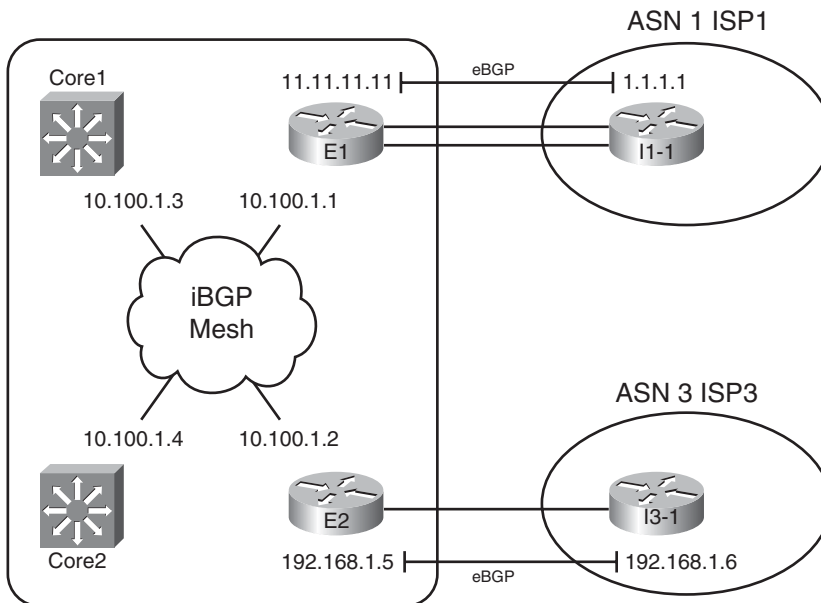 ASN 1 ISP1
Core1
11.11.11.11
eBGP
1.1.1.1
E1
I1-1
10.100.1.3
10.100.1.1
iBGP
Mesh
ASN 3 ISP3
10.100.1.4
10.100.1.2
Core2
E2
I3-1
192.168.1.5
eBGP
192.168.1.6